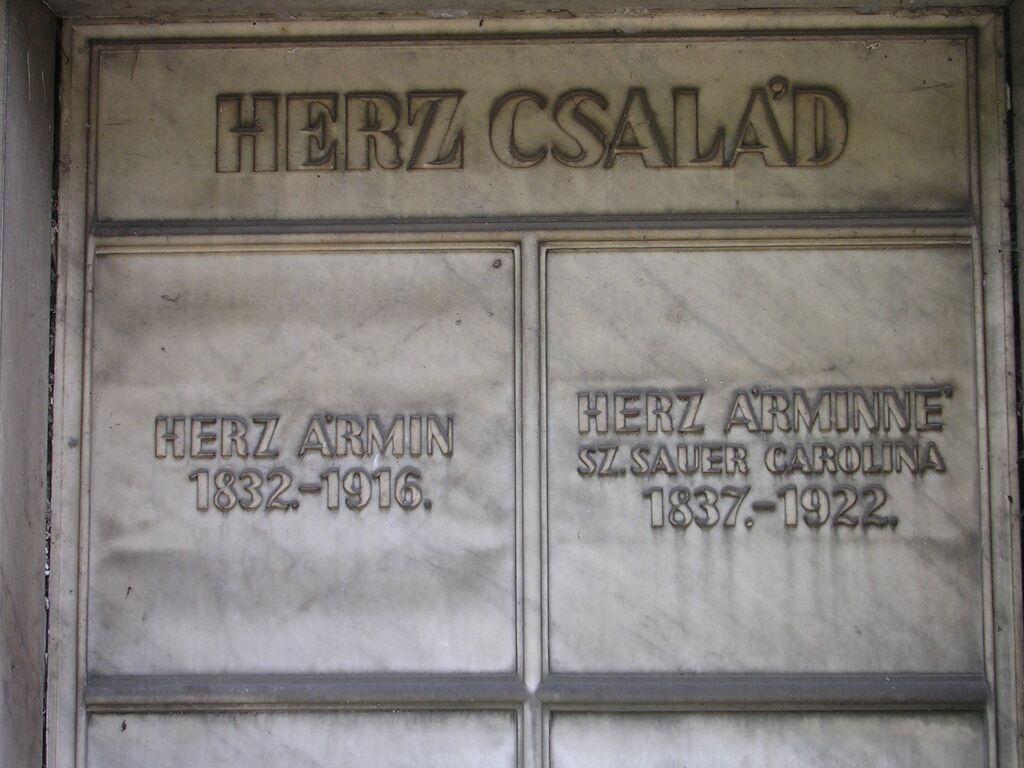 HERZ CSALÁD
HERZ ÁRMIN
1832.-1916.
HERZ ÁRMINNÉ
SZ. SAUER CAROLINA
1837.-1922.